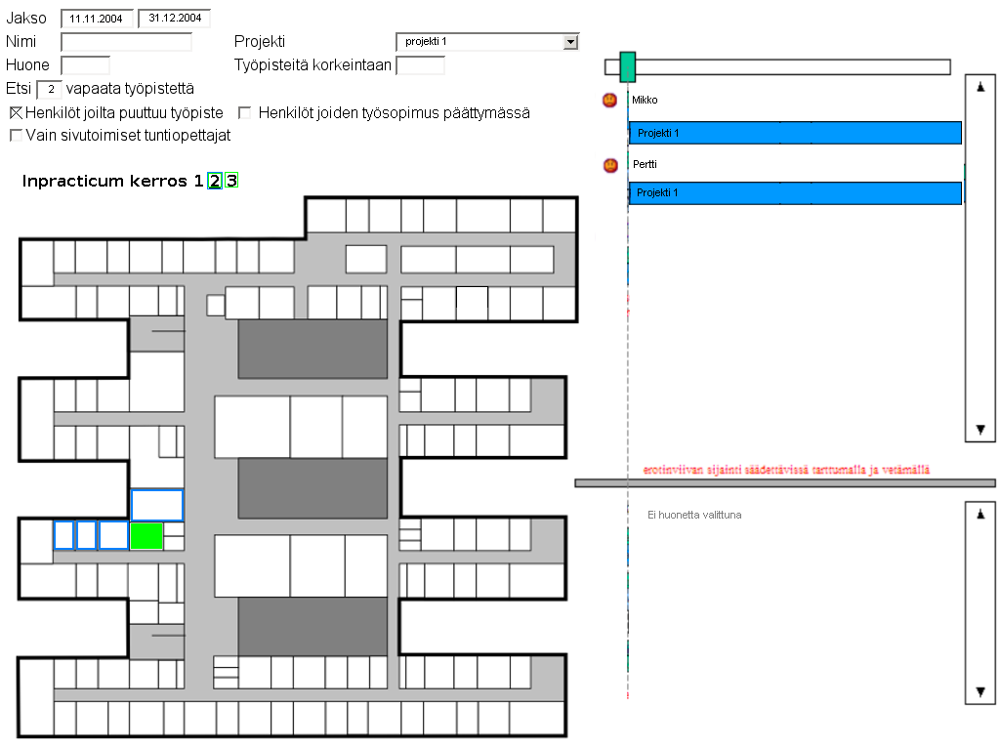 Jakso 11.11.2004 31.12.2004
Nimi Projekti projekti 1
Huone Työpisteitä korkeintaan
Etsi 2 vapaata työpistettä
Henkilöt joilta puuttuu työpiste Henkilöt joiden työsopimus päättymässä
Vain sivutoimiset tuntiopettajat
Inpracticum kerros 1 2 3
Mikko
Projekti 1
Pertti
Projekti 1
erotinviivan sijainti säädettävissä tarttumalla ja vetämällä
Ei huonetta valittuna